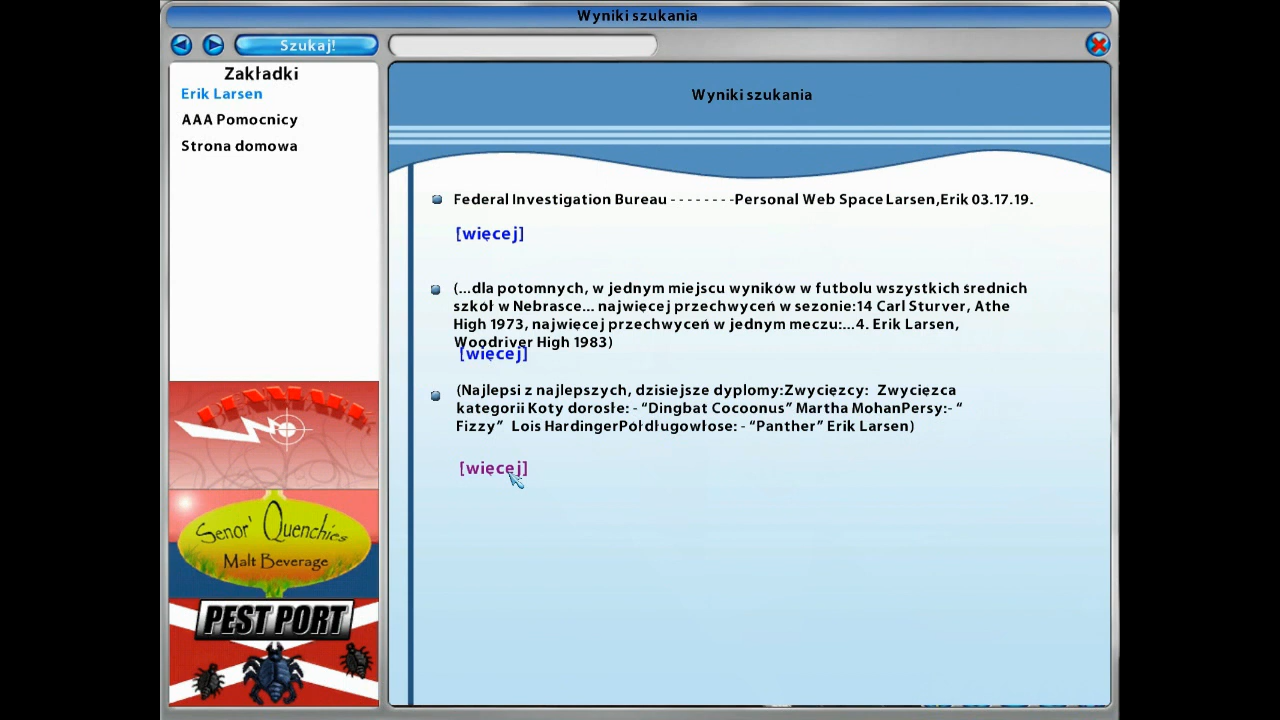 Wyniki szukania
Szukaj!
Zakładki
Erik Larsen
AAA Pomocnicy
Strona domowa
Wyniki szukania
Federal Investigation Bureau - - - - - - - -Personal Web Space Larsen,Erik 03.17.19.
[więcej]
(...dla potomnych, w jednym miejscu wyników w futbolu wszystkich srednich
szkół w Nebrasce... najwięcej przechwyceń w sezonie:14 Carl Sturver, Athe
High 1973, najwięcej przechwyceń w jednym meczu:...4. Erik Larsen,
Woodriver High 1983)
[więcej]
(Najlepsi z najlepszych, dzisiejsze dyplomy:Zwycięzcy: Zwycięzca
kategorii Koty dorosłe: - “Dingbat Cocoonus” Martha MohanPersy:- “
Fizzy” Lois HardingerPółdługowłose: - “Panther” Erik Larsen)
[więcej]
Senor' Quenchies
Malt Beverage
PEST PORT